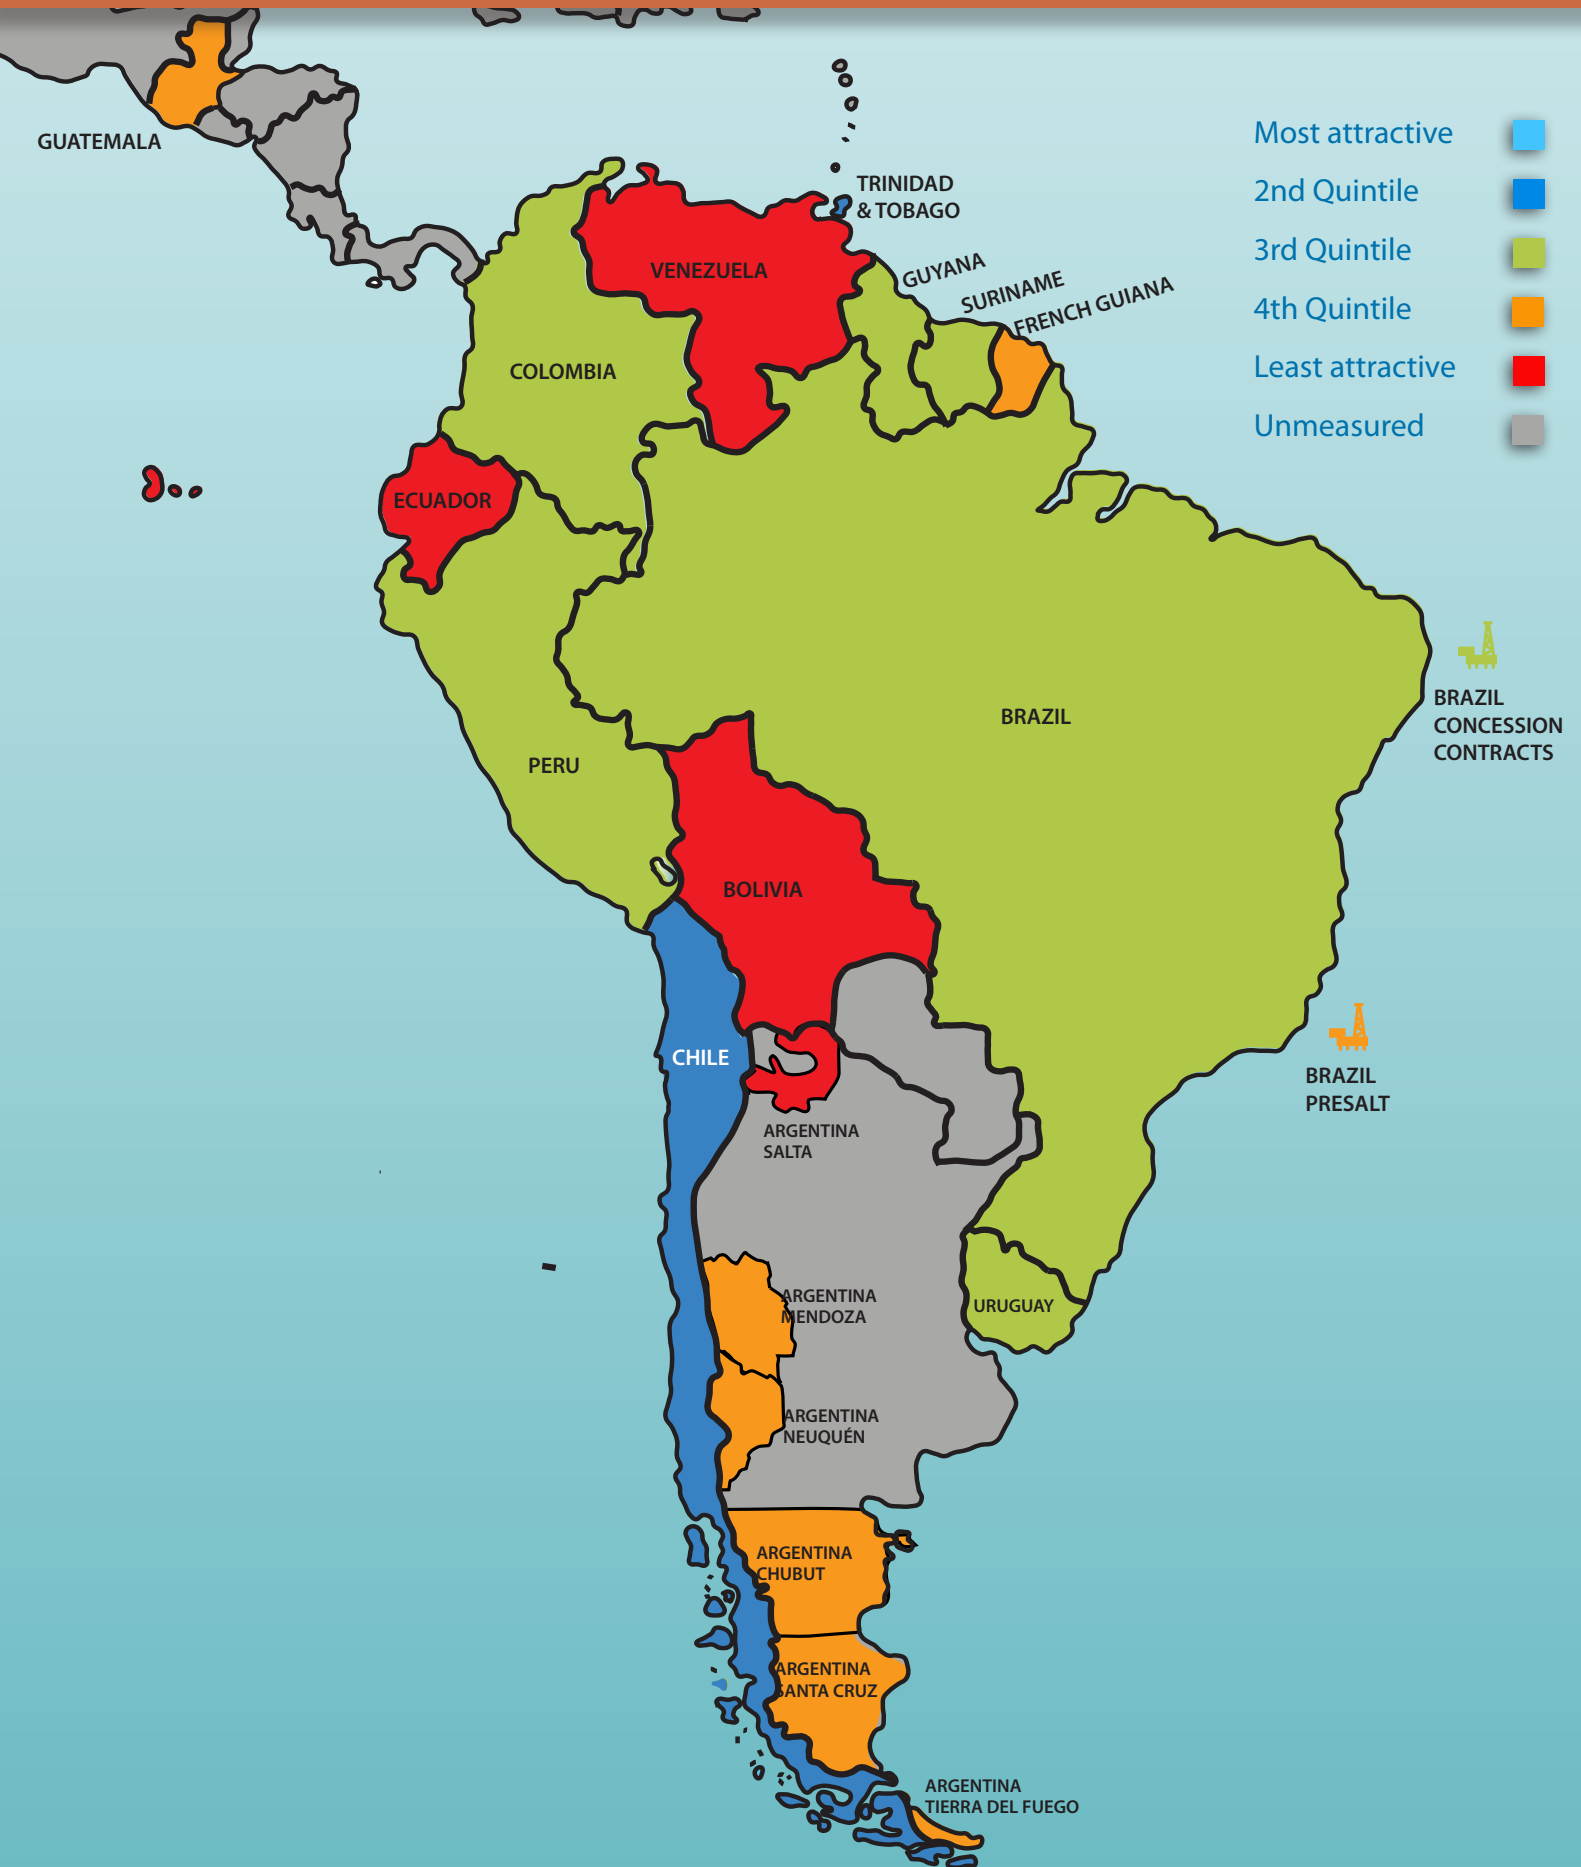 GUATEMALA
Most attractive
2nd Quintile
3rd Quintile
4th Quintile
Least attractive
Unmeasured
TRINIDAD
& TOBAGO
VENEZUELA
GUYANA
SURINAME
FRENCH GUIANA
COLOMBIA
ECUADOR
BRAZIL
BRAZIL
CONCESSION
CONTRACTS
PERU
BOLIVIA
CHILE
BRAZIL
PRESALT
ARGENTINA
SALTA
ARGENTINA
MENDOZA
URUGUAY
ARGENTINA
NEUQUÉN
ARGENTINA
CHUBUT
ARGENTINA
SANTA CRUZ
ARGENTINA
TIERRA DEL FUEGO